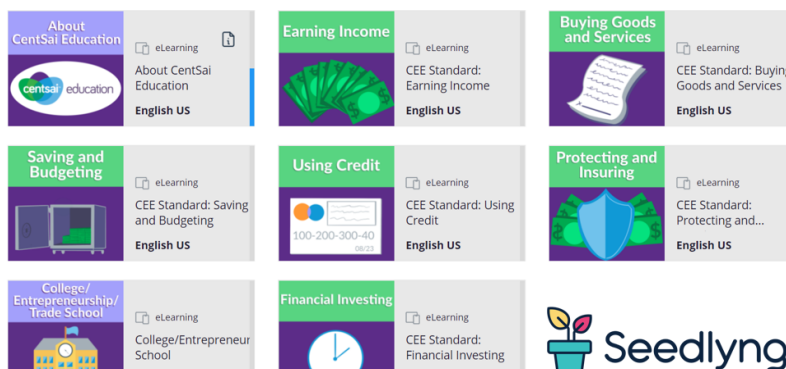 About
CentSai Education
centsai education
eLearning
About CentSai
Education
English US
Earning Income
eLearning
CEE Standard:
Earning Income
English US
Buying Goods
and Services
eLearning
CEE Standard: Buying
Goods and Services
English US
Saving and
Budgeting
eLearning
CEE Standard: Saving
and Budgeting
English US
Using Credit
100-200-300-40
08/23
eLearning
CEE Standard: Using
Credit
English US
Protecting and
Insuring
eLearning
CEE Standard:
Protecting and...
English US
College/
Entrepreneurship/
Trade School
eLearning
College/Entrepreneur
School
Financial Investing
eLearning
CEE Standard:
Financial Investing
Seedlyng